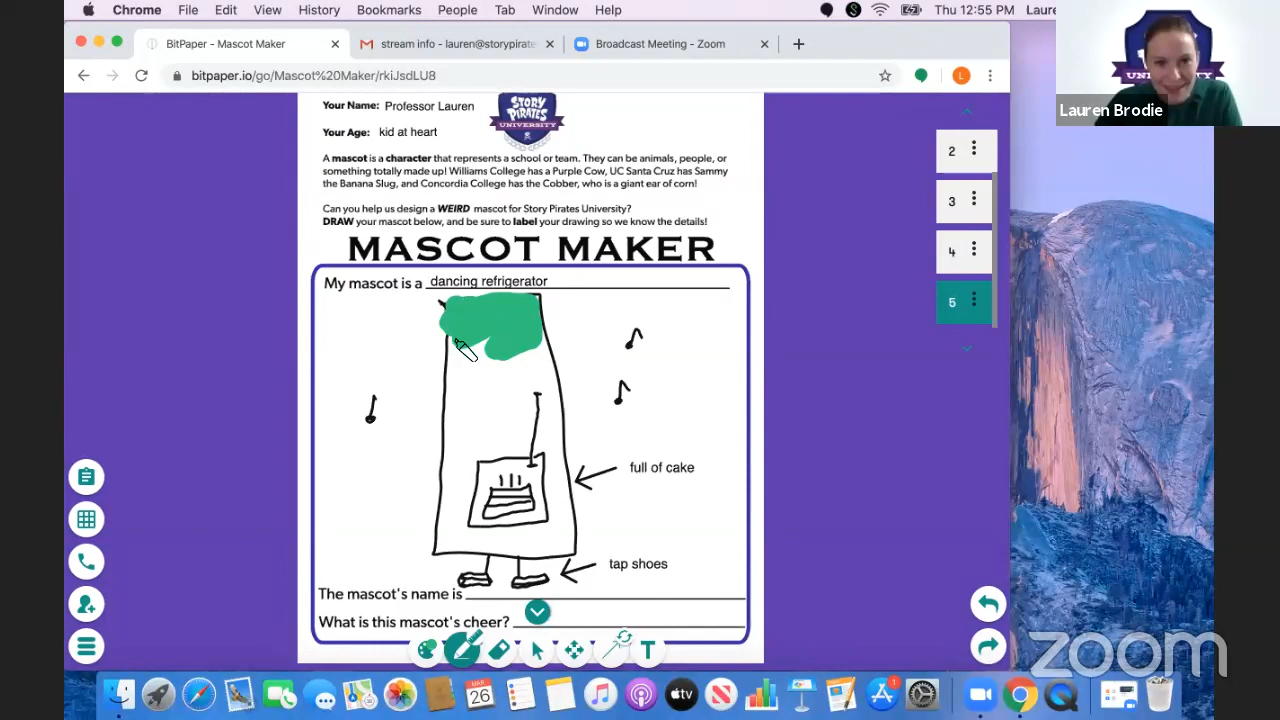 Chrome File Edit View History Bookmarks People Tab Window Help Thu 12:55 PM Laure
BitPaper - Mascot Maker stream info - lauren@storypirate Broadcast Meeting - Zoom
bitpaper.io/go/Mascot%20Maker/rkiJsdLU8 L
Lauren Brodie
Your Name: Professor Lauren
STORY
PIRATES
UNIVERSITY
Your Age: kid at heart
A mascot is a character that represents a school or team. They can be animals, people, or
something totally made up! Williams College has a Purple Cow, UC Santa Cruz has Sammy
the Banana Slug, and Concordia College has the Cobber, who is a giant ear of corn!
Can you help us design a WEIRD mascot for Story Pirates University?
DRAW your mascot below, and be sure to label your drawing so we know the details!
MASCOT MAKER
My mascot is a dancing refrigerator
full of cake
tap shoes
The mascot's name is
What is this mascot's cheer?
2
3
4
5
T
MAR
26
tv
1
zoom